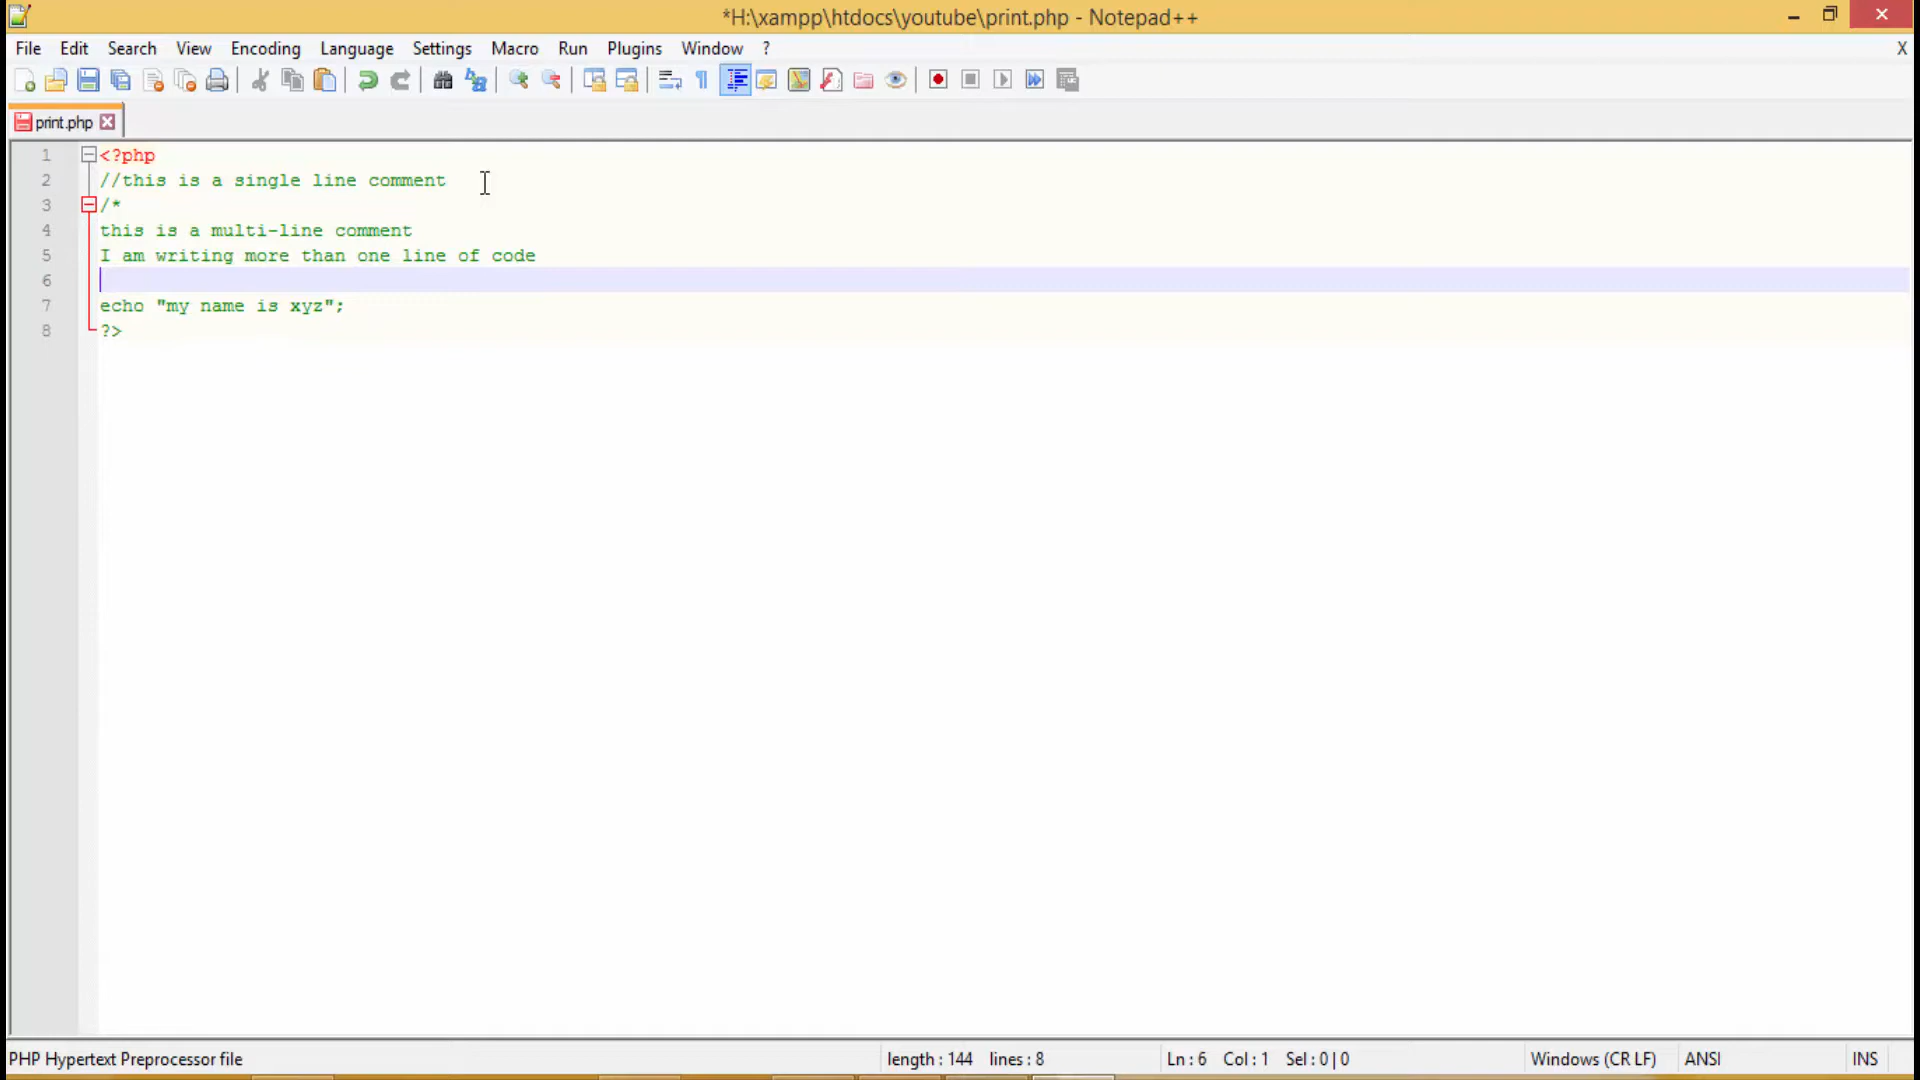 *H:\xampp\htdocs\youtube\print.php - Notepad++
File Edit Search View Encoding Language Settings Macro Run Plugins Window ? X
print.php
1 <?php
2 //this is a single line comment
3 /*
4 this is a multi-line comment
5 I am writing more than one line of code
6
7 echo "my name is xyz";
8 ?>
PHP Hypertext Preprocessor file length : 144 lines : 8 Ln : 6 Col : 1 Sel : 0 | 0 Windows (CR LF) ANSI INS